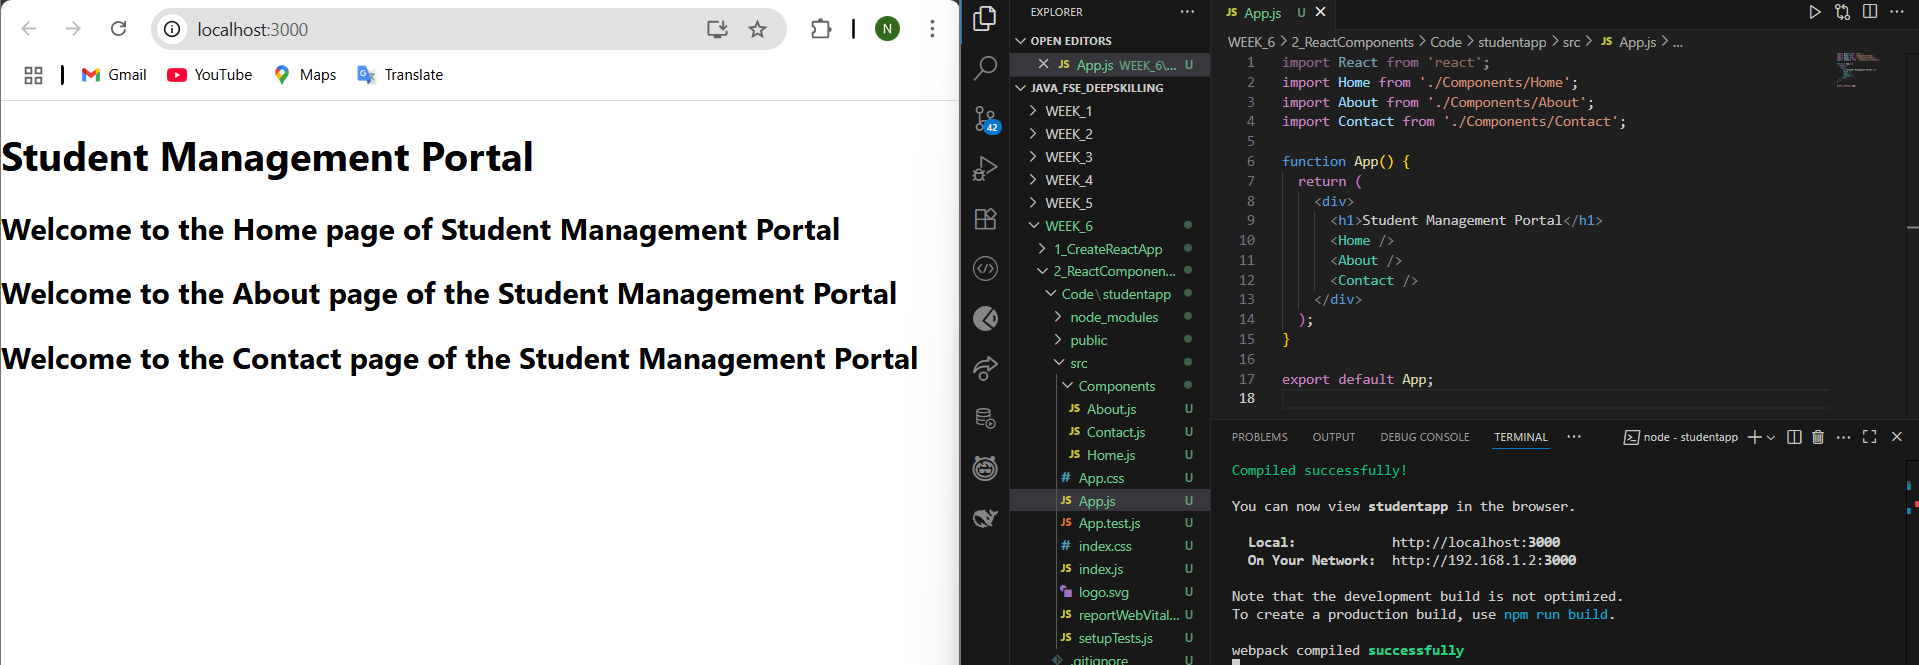 localhost:3000
N
Gmail
YouTube
Maps
Translate
Student Management Portal
Welcome to the Home page of Student Management Portal
Welcome to the About page of the Student Management Portal
Welcome to the Contact page of the Student Management Portal
42
EXPLORER
OPEN EDITORS
JS App.js WEEK_6\... U
JAVA_FSE_DEEPSKILLING
WEEK_1
WEEK_2
WEEK_3
WEEK_4
WEEK_5
WEEK_6
1_CreateReactApp
2_ReactComponen...
Code\studentapp
node_modules
public
src
Components
JS About.js U
JS Contact.js U
JS Home.js U
# App.css U
JS App.js U
JS App.test.js U
# index.css U
JS index.js U
logo.svg U
JS reportWebVital... U
JS setupTests.js U
.gitignore U
JS App.js U
WEEK_6 > 2_ReactComponents > Code > studentapp > src > JS App.js > ...
1 import React from 'react';
2 import Home from './Components/Home';
3 import About from './Components/About';
4 import Contact from './Components/Contact';
5
6 function App() {
7 return (
8 <div>
9 <h1>Student Management Portal</h1>
10 <Home />
11 <About />
12 <Contact />
13 </div>
14 );
15 }
16
17 export default App;
18
PROBLEMS OUTPUT DEBUG CONSOLE TERMINAL ... node - studentapp
Compiled successfully!
You can now view studentapp in the browser.
Local: http://localhost:3000
On Your Network: http://192.168.1.2:3000
Note that the development build is not optimized.
To create a production build, use npm run build.
webpack compiled successfully